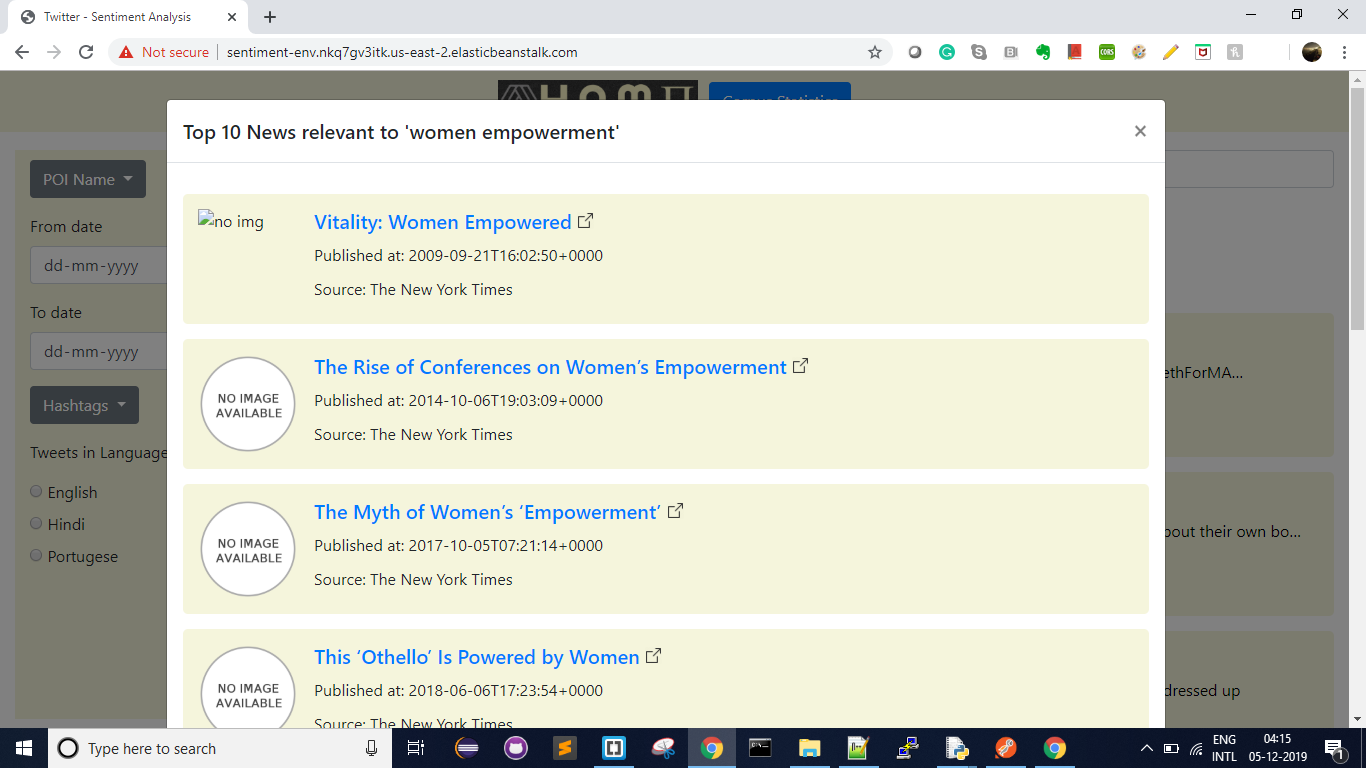 Twitter - Sentiment Analysis
Not secure
sentiment-env.nkq7gv3itk.us-east-2.elasticbeanstalk.com
CORS
Corpus Statistics
Top 10 News relevant to 'women empowerment'
×
POI Name
From date
dd-mm-yyyy
To date
dd-mm-yyyy
Hashtags
Tweets in Language
English
Hindi
Portugese
no img
Vitality: Women Empowered
Published at: 2009-09-21T16:02:50+0000
Source: The New York Times
NO IMAGE
AVAILABLE
The Rise of Conferences on Women’s Empowerment
Published at: 2014-10-06T19:03:09+0000
Source: The New York Times
NO IMAGE
AVAILABLE
The Myth of Women’s ‘Empowerment’
Published at: 2017-10-05T07:21:14+0000
Source: The New York Times
NO IMAGE
AVAILABLE
This ‘Othello’ Is Powered by Women
Published at: 2018-06-06T17:23:54+0000
Source: The New York Times
ethForMA...
bout their own bo...
dressed up
Type here to search
ENG
INTL
04:15
05-12-2019
1